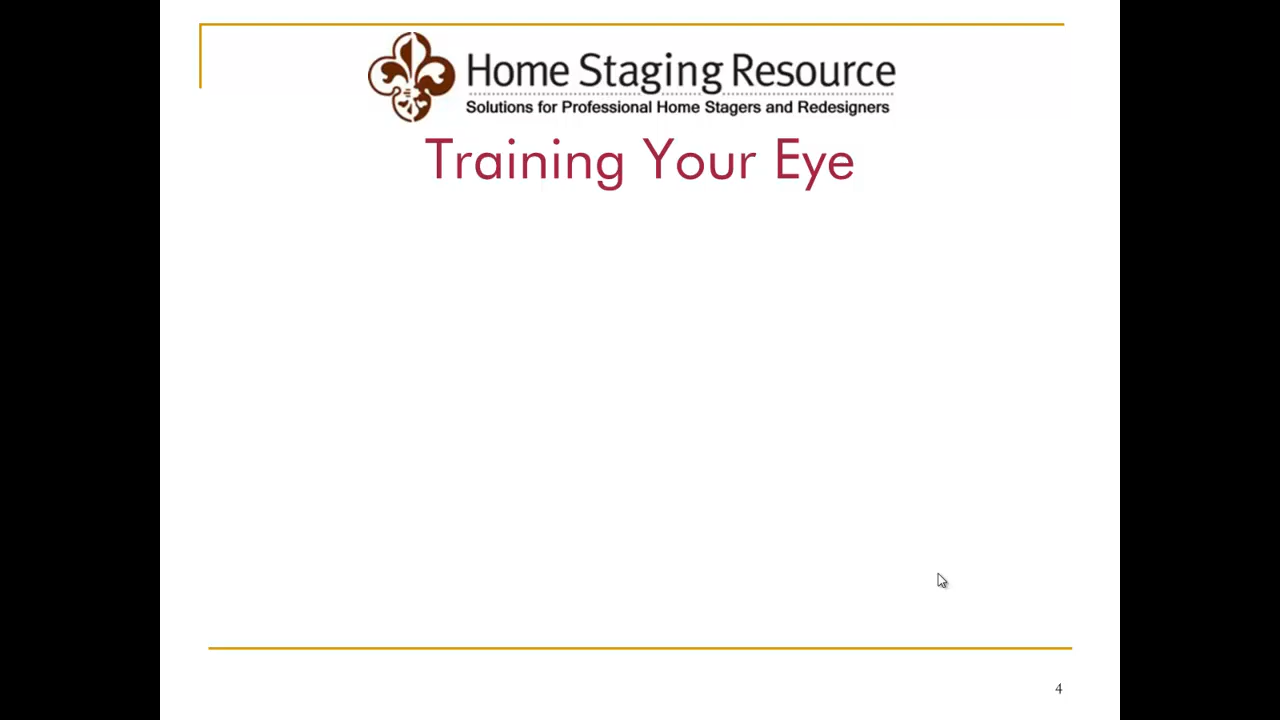 Home Staging Resource
Solutions for Professional Home Stagers and Redesigners
Training Your Eye
4